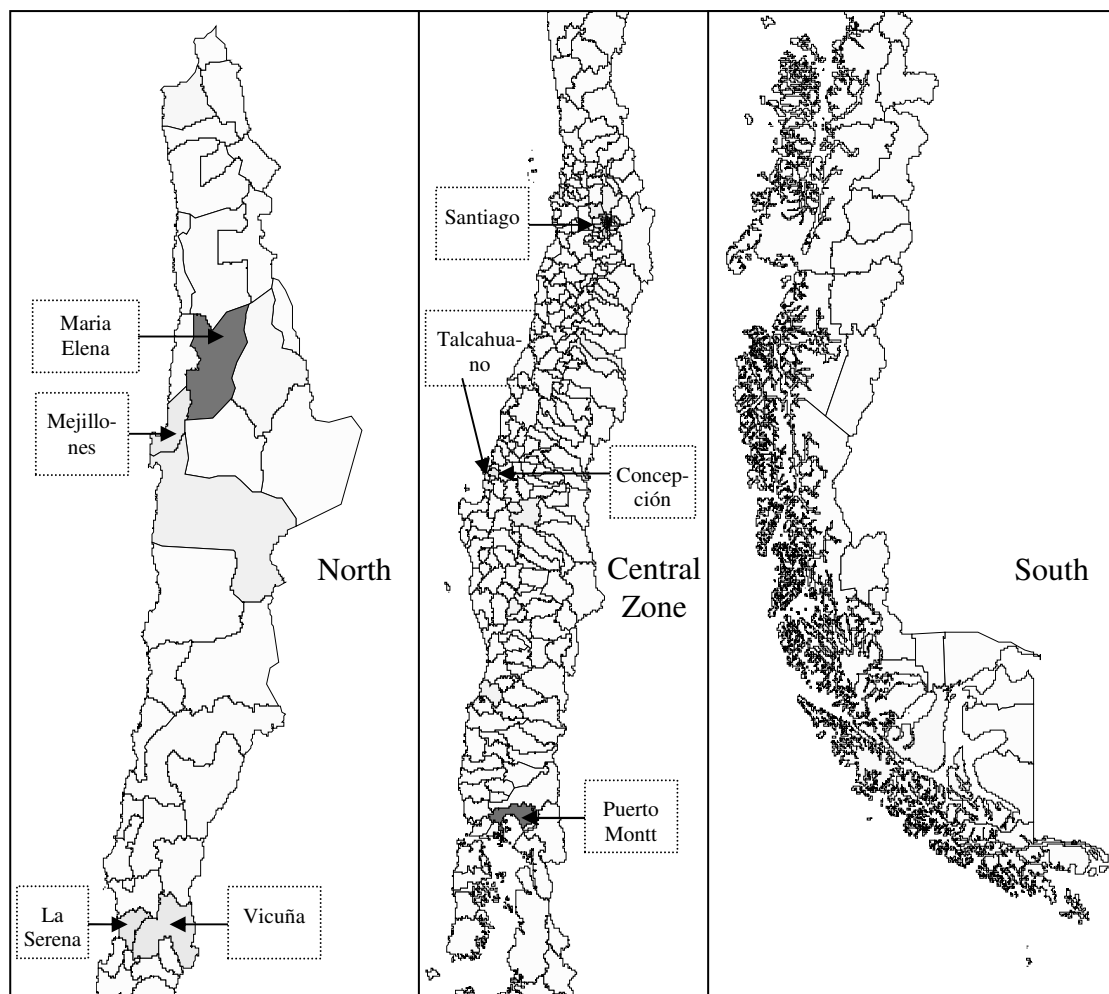 Maria
Elena
Mejillo-
nes
North
La
Serena
Vicuña
Santiago
Talcahua-
no
Concep-
ción
Central
Zone
Puerto
Montt
South